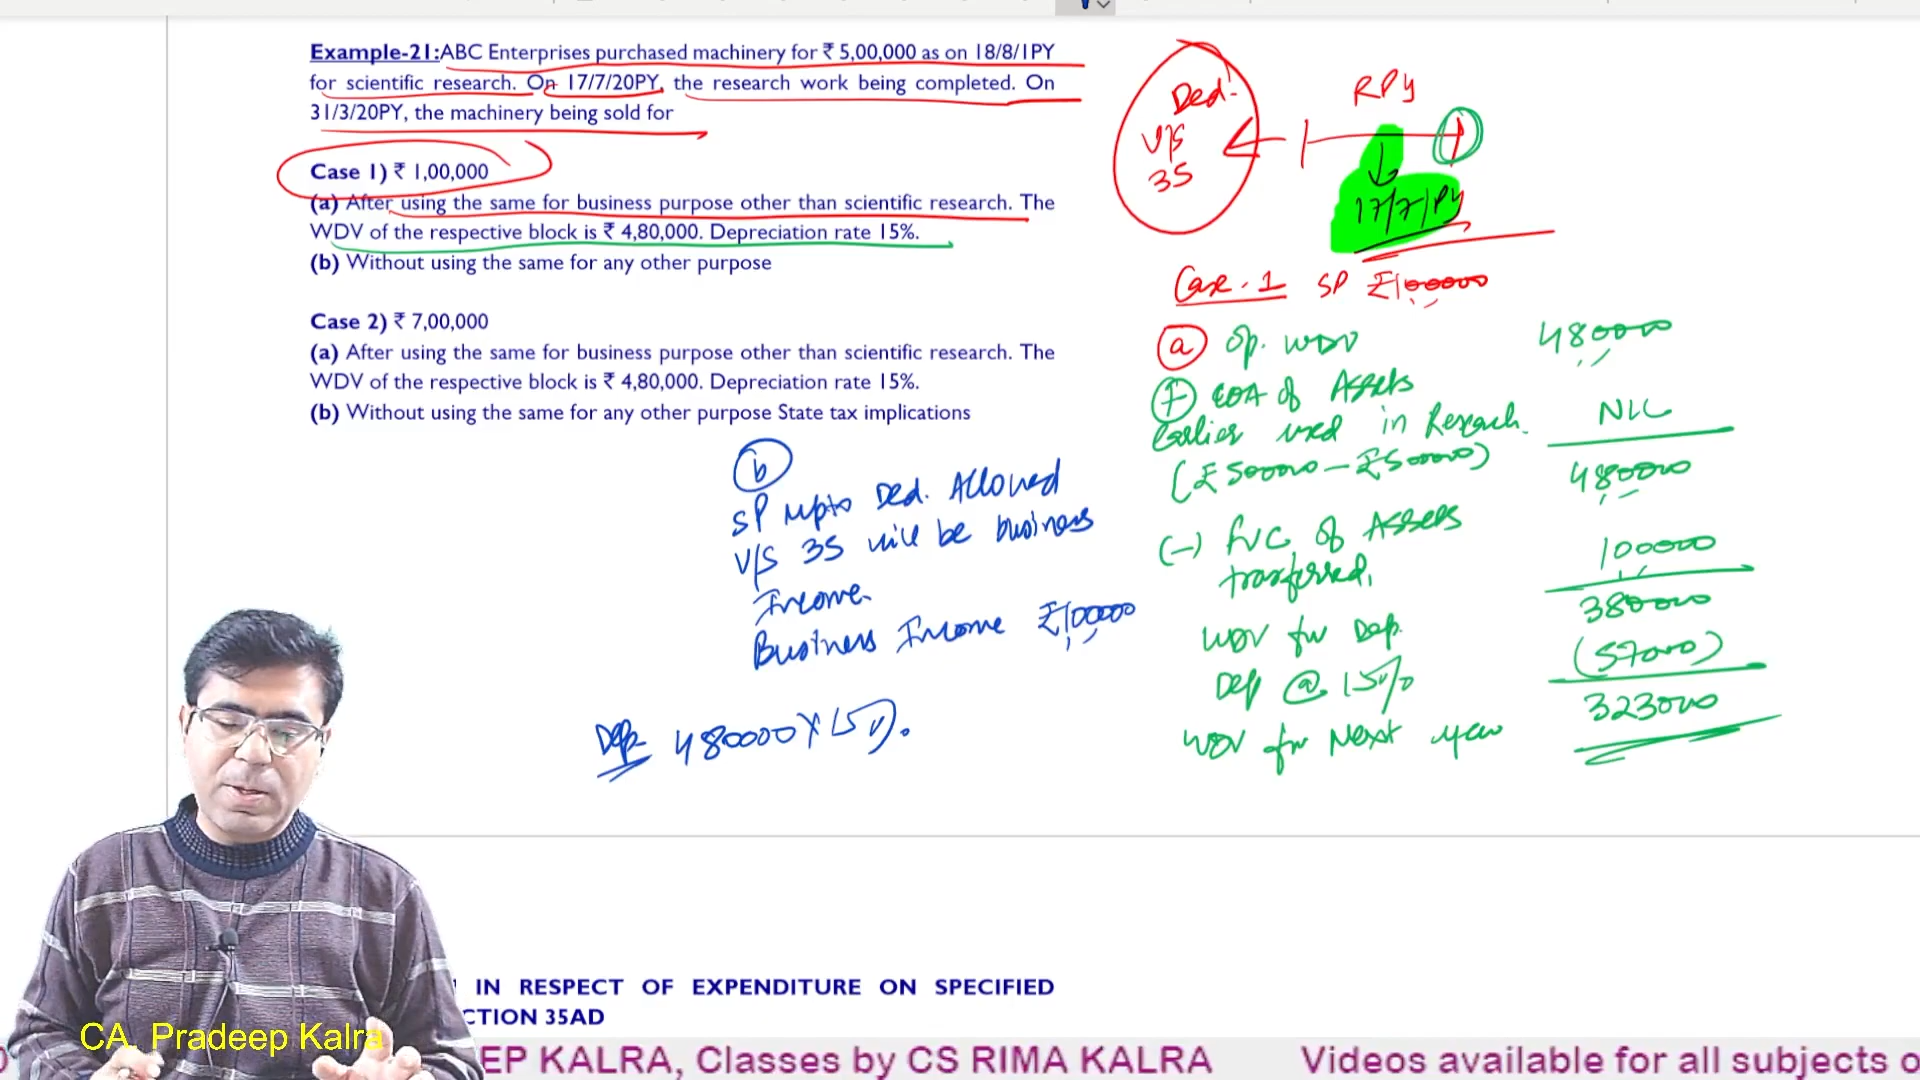 Example-21:ABC Enterprises purchased machinery for ₹ 5,00,000 as on 18/8/1PY
for scientific research. On 17/7/20PY, the research work being completed. On
31/3/20PY, the machinery being sold for
Case 1) ₹ 1,00,000
(a) After using the same for business purpose other than scientific research. The
WDV of the respective block is ₹ 4,80,000. Depreciation rate 15%.
(b) Without using the same for any other purpose
Case 2) ₹ 7,00,000
(a) After using the same for business purpose other than scientific research. The
WDV of the respective block is ₹ 4,80,000. Depreciation rate 15%.
(b) Without using the same for any other purpose State tax implications
Ded.
V/S
35
RPY
17/7/PY
Case. 1 SP ₹100000
(a) Op. WDV 480000
(+) COA of Assets
Earlier used in Reseach. NIL
(₹500000 - ₹500000) 480000
(-) FVC of Assets
transferred, 100000
380000
WDV for Dep.
Dep @ 15% (57000)
WDV for Next year 323000
(b)
SP upto Ded. Allowed
V/S 35 will be business
Income.
Business Income ₹100000
Dep. 480000 X 15%.
IN RESPECT OF EXPENDITURE ON SPECIFIED
CTION 35AD
CA. Pradeep Kalra
EP KALRA, Classes by CS RIMA KALRA Videos available for all subjects o